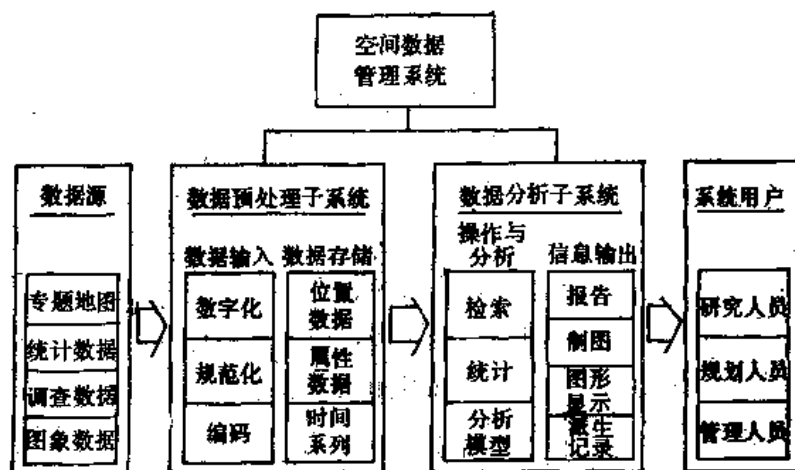 空间数据
管理系统
数据源
专题地图
统计数据
调查数据
图象数据
数据预处理子系统
数据输入
数字化
规范化
编码
数据存储
位置
数据
属性
数据
时间
系列
数据分析子系统
操作与
分析
检索
统计
分析
模型
信息输出
报告
制图
图形
显示
派生
记录
系统用户
研究人员
规划人员
管理人员